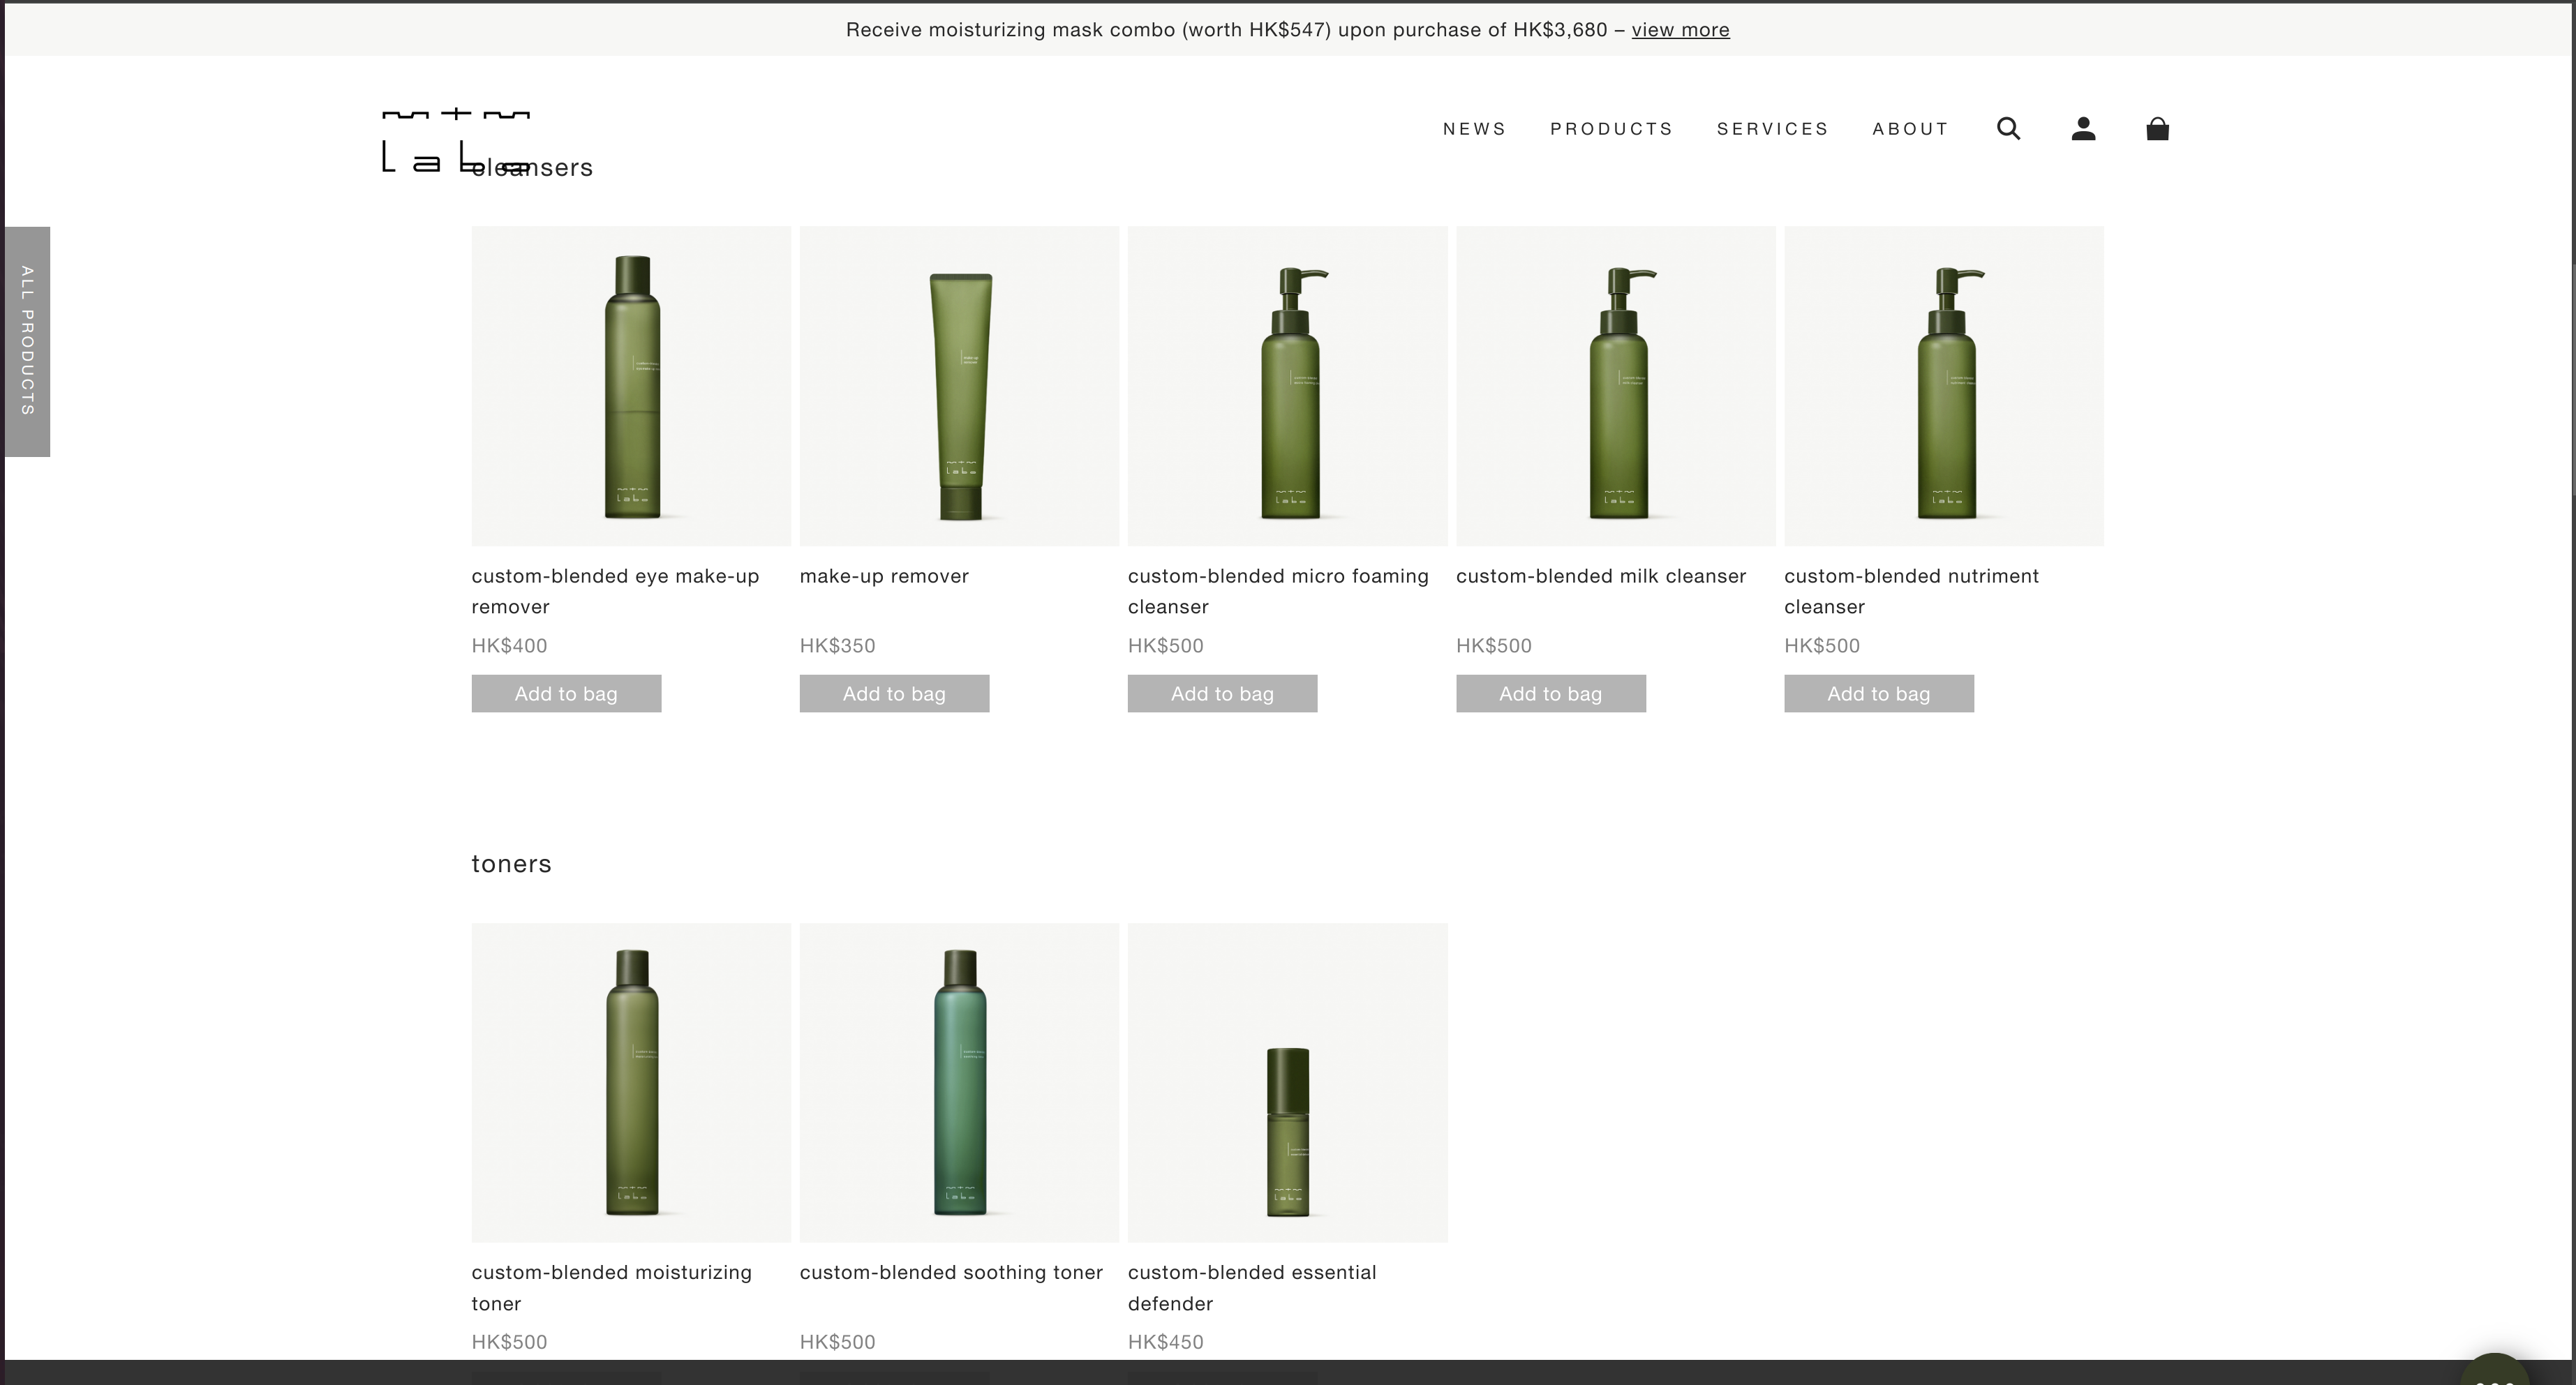 Receive moisturizing mask combo (worth HK$547) upon purchase of HK$3,680 – view more
mtm
labo
NEWS PRODUCTS SERVICES ABOUT
cleansers
ALL PRODUCTS
custom-blended eye make-up
remover
HK$400
Add to bag
make-up remover
HK$350
Add to bag
custom-blended micro foaming
cleanser
HK$500
Add to bag
custom-blended milk cleanser
HK$500
Add to bag
custom-blended nutriment
cleanser
HK$500
Add to bag
toners
custom-blended moisturizing
toner
HK$500
custom-blended soothing toner
HK$500
custom-blended essential
defender
HK$450